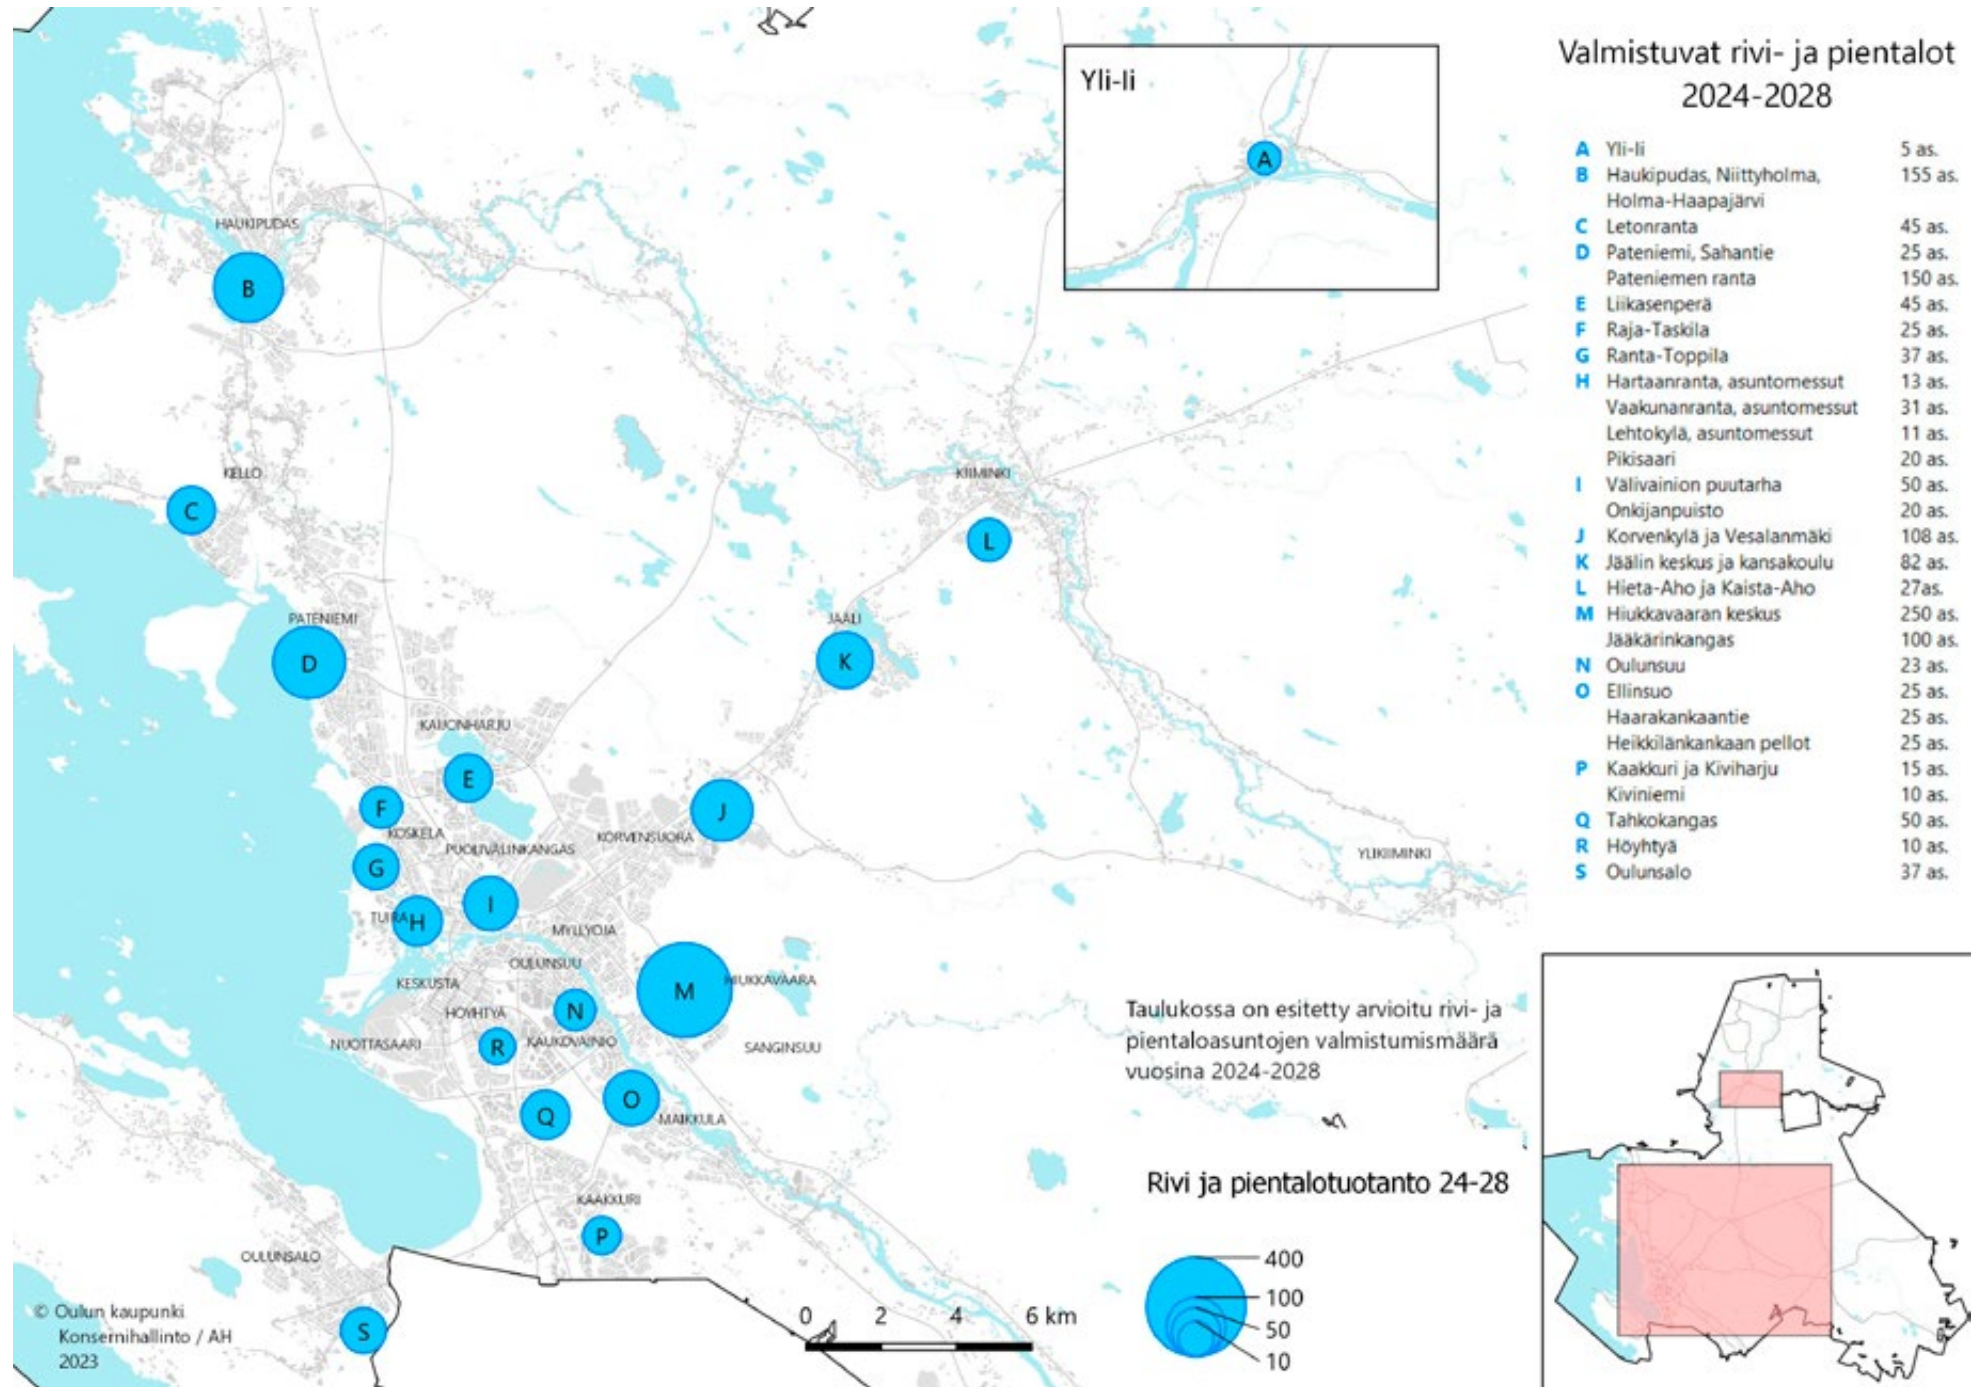 Yli-Ii
A
HAUKIPUDAS
B
KELLO
C
KIIMINKI
L
PATENIEMI
D
JÄÄLI
K
KAIJONHARJU
E
F
KOSKELA
J
KORVENSUORA
PUOLIVÄLINKANGAS
G
YLIKIIMINKI
I
TUIRA
H
MYLLYOJA
OULUNSUU
KESKUSTA
M
HIUKKAVAARA
HÖYHTYÄ
N
NUOTTASAARI
R
KAUKOVAINIO
SANGINSUU
Q
O
MAIKKULA
KAAKKURI
P
OULUNSALO
S
© Oulun kaupunki
Konsernihallinto / AH
2023
0 2 4 6 km
Taulukossa on esitetty arvioitu rivi- ja
pientaloasuntojen valmistumismäärä
vuosina 2024-2028
Rivi ja pientalotuotanto 24-28
400
100
50
10
Valmistuvat rivi- ja pientalot
2024-2028
A Yli-Ii 5 as.
B Haukipudas, Niittyholma, 155 as.
Holma-Haapajärvi
C Letonranta 45 as.
D Pateniemi, Sahantie 25 as.
Pateniemen ranta 150 as.
E Liikasenperä 45 as.
F Raja-Taskila 25 as.
G Ranta-Toppila 37 as.
H Hartaanranta, asuntomessut 13 as.
Vaakunanranta, asuntomessut 31 as.
Lehtokylä, asuntomessut 11 as.
Pikisaari 20 as.
I Välivainion puutarha 50 as.
Onkijanpuisto 20 as.
J Korvenkylä ja Vesalanmäki 108 as.
K Jäälin keskus ja kansakoulu 82 as.
L Hieta-Aho ja Kaista-Aho 27as.
M Hiukkavaaran keskus 250 as.
Jääkärinkangas 100 as.
N Oulunsuu 23 as.
O Ellinsuo 25 as.
Haarakankaantie 25 as.
Heikkilänkankaan pellot 25 as.
P Kaakkuri ja Kiviharju 15 as.
Kiviniemi 10 as.
Q Tahkokangas 50 as.
R Höyhtyä 10 as.
S Oulunsalo 37 as.